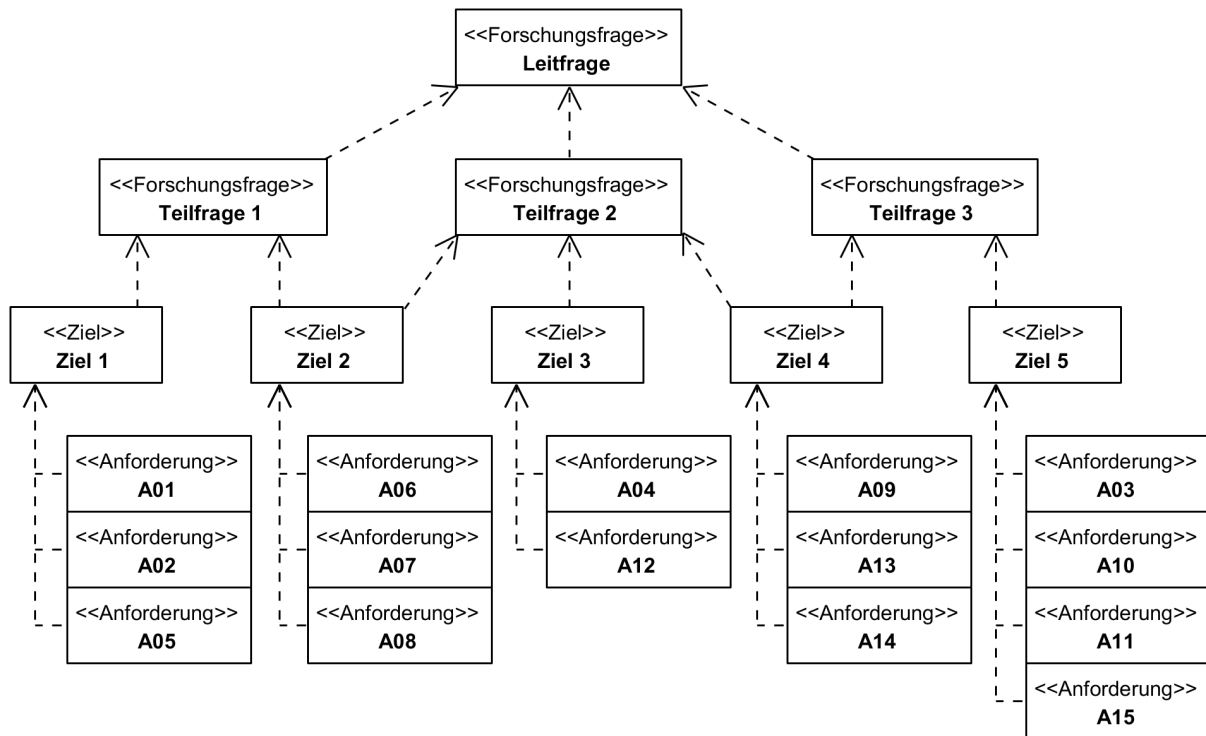 <<Forschungsfrage>>
Leitfrage
<<Forschungsfrage>>
Teilfrage 1
<<Forschungsfrage>>
Teilfrage 2
<<Forschungsfrage>>
Teilfrage 3
<<Ziel>>
Ziel 1
<<Ziel>>
Ziel 2
<<Ziel>>
Ziel 3
<<Ziel>>
Ziel 4
<<Ziel>>
Ziel 5
<<Anforderung>>
A01
<<Anforderung>>
A02
<<Anforderung>>
A05
<<Anforderung>>
A06
<<Anforderung>>
A07
<<Anforderung>>
A08
<<Anforderung>>
A04
<<Anforderung>>
A12
<<Anforderung>>
A09
<<Anforderung>>
A13
<<Anforderung>>
A14
<<Anforderung>>
A03
<<Anforderung>>
A10
<<Anforderung>>
A11
<<Anforderung>>
A15